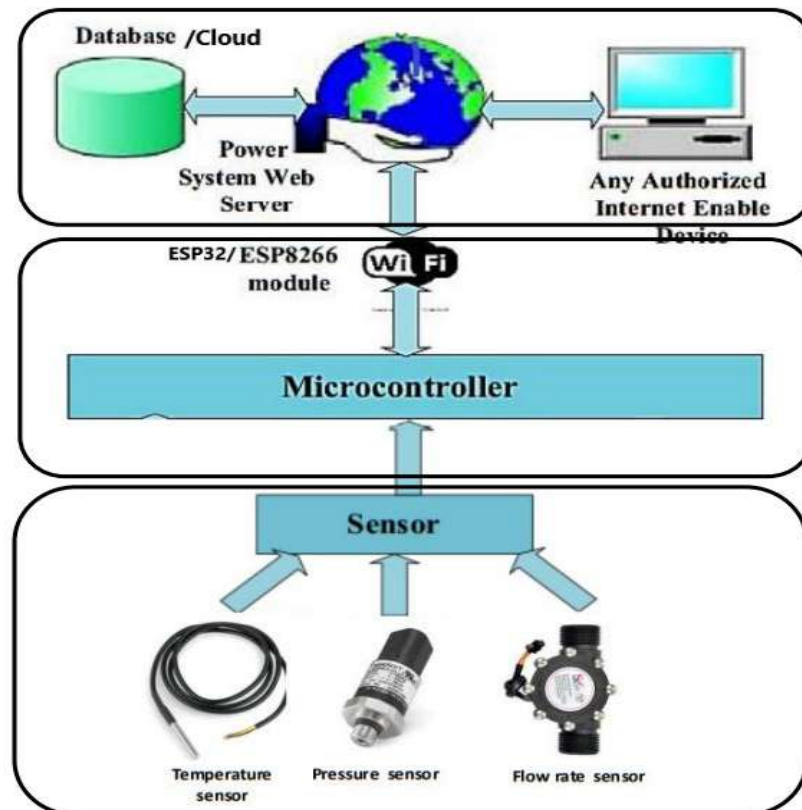 Database /Cloud
Power
System Web
Server
Any Authorized
Internet Enable
Device
ESP32/ESP8266
module
Wi Fi
Microcontroller
Sensor
Temperature
sensor
Pressure sensor
Flow rate sensor